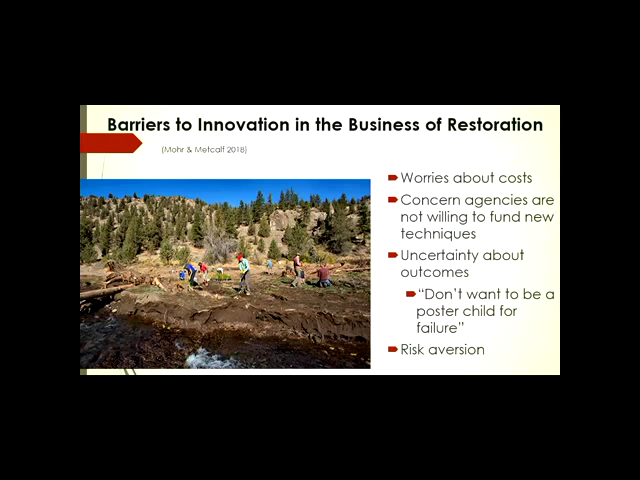 Barriers to Innovation in the Business of Restoration
(Mohr & Metcalf 2018)
Worries about costs
Concern agencies are
not willing to fund new
techniques
Uncertainty about
outcomes
“Don’t want to be a
poster child for
failure”
Risk aversion